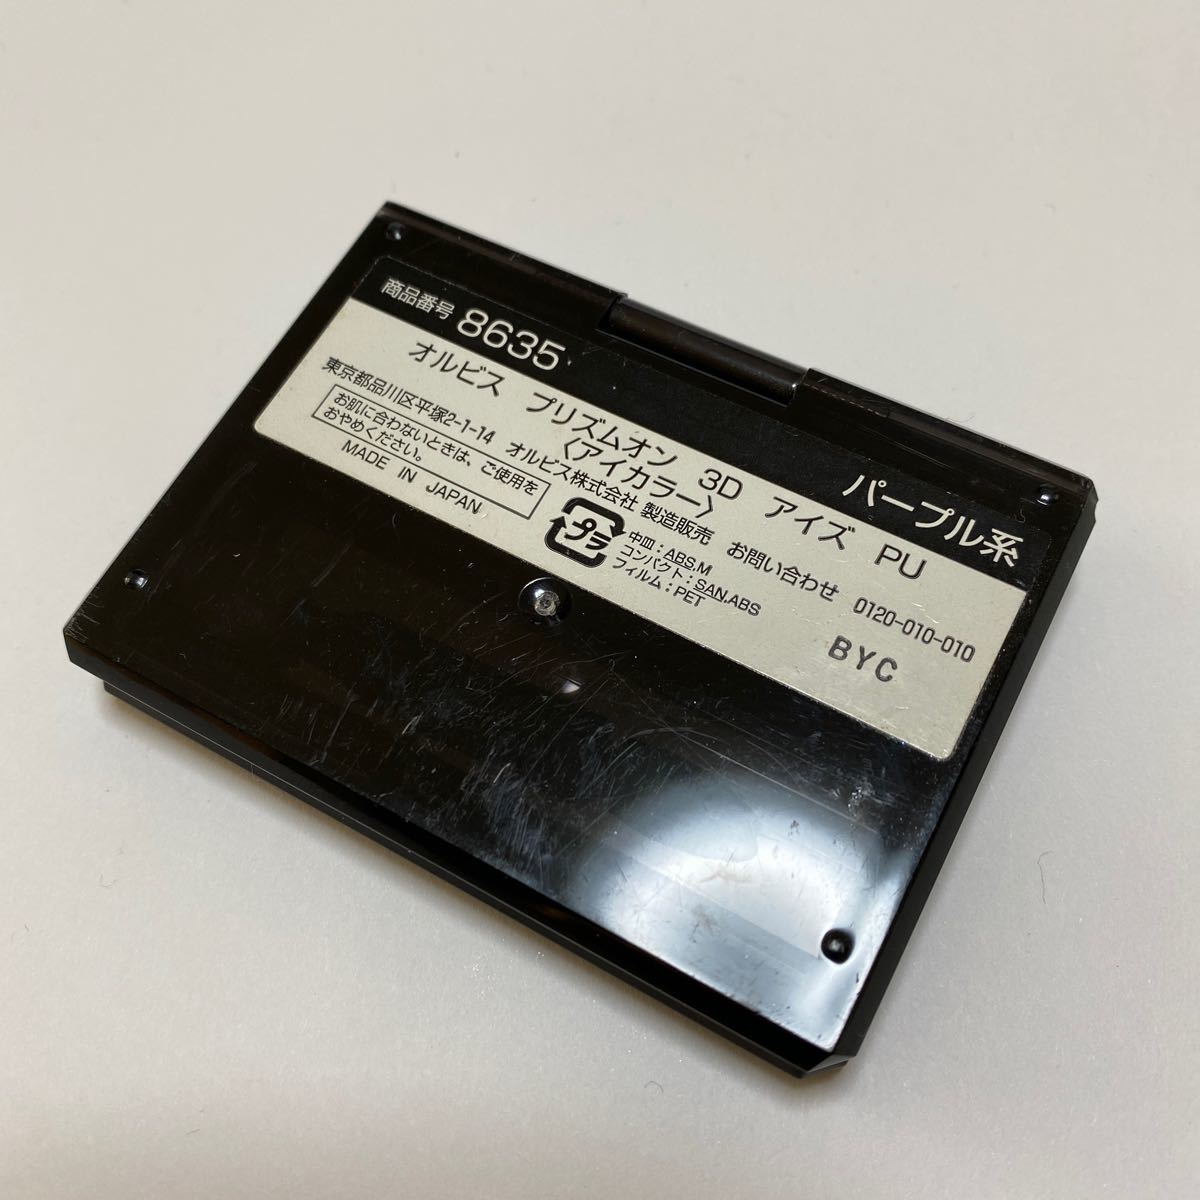 商品番号 8635 パープル系
オルビス プリズムオン 3D アイズ PU
〈アイカラー〉
東京都品川区平塚2-1-14 オルビス株式会社 製造販売 お問い合わせ 0120-010-010
お肌に合わないときは、ご使用を
おやめください。
MADE IN JAPAN
プラ
中皿：ABS,M
コンパクト：SAN,ABS
フィルム：PET
BYC